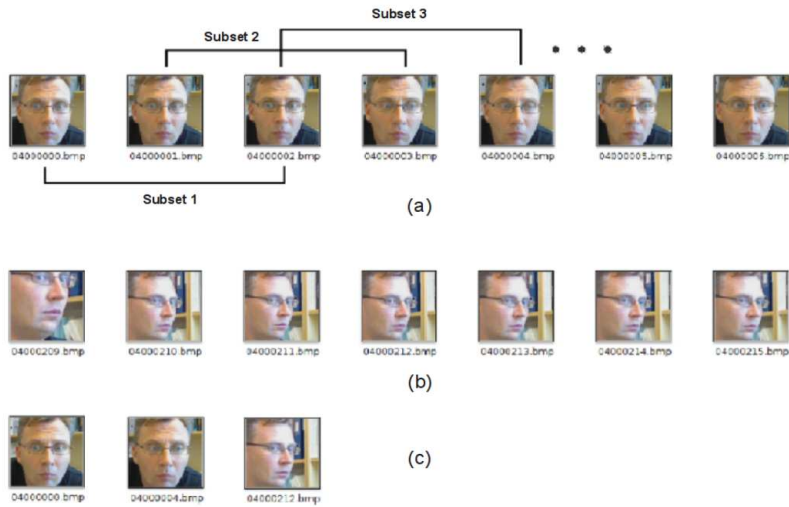 Subset 3
Subset 2
04000000.bmp 04000001.bmp 04000002.bmp 04000003.bmp 04000004.bmp 04000005.bmp 04000006.bmp
Subset 1
(a)
04000209.bmp 04000210.bmp 04000211.bmp 04000212.bmp 04000213.bmp 04000214.bmp 04000215.bmp
(b)
(c)
04000000.bmp 04000004.bmp 04000212.bmp